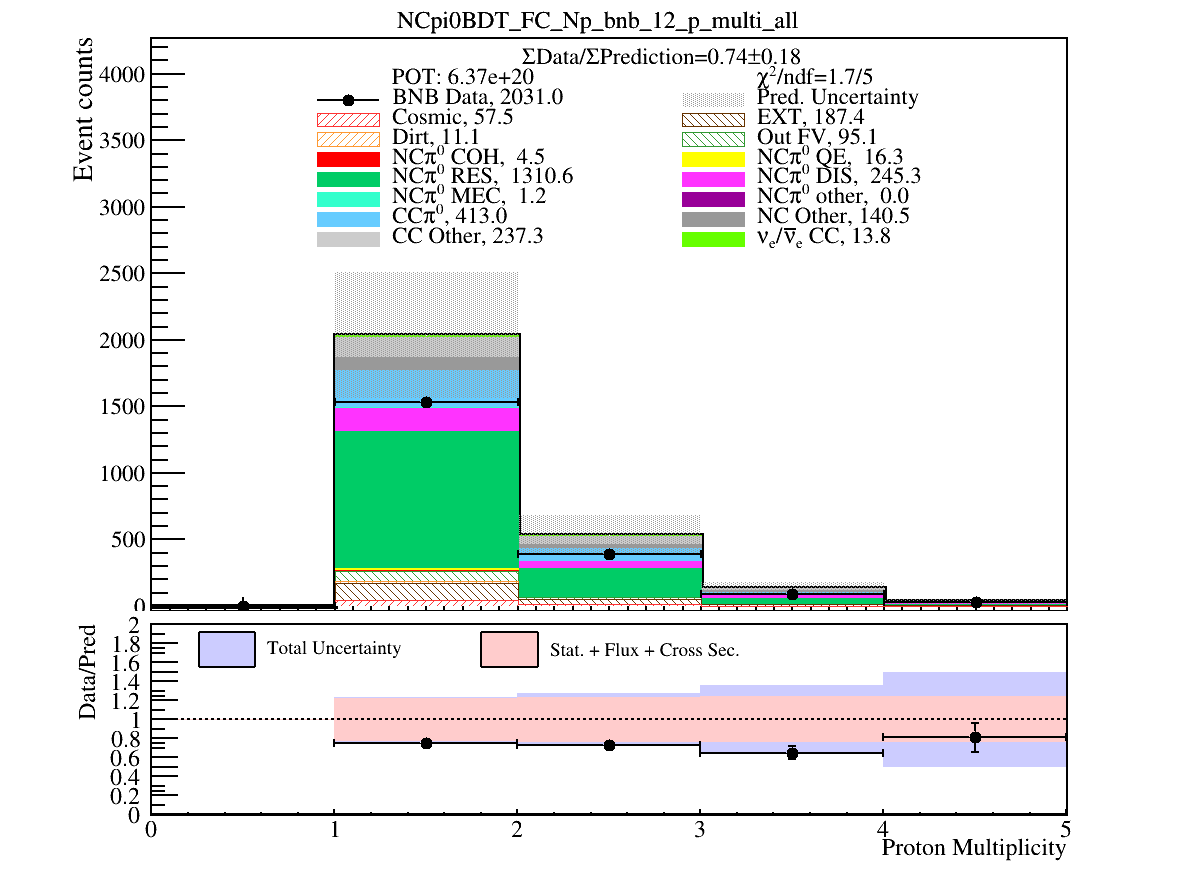 NCpi0BDT_FC_Np_bnb_12_p_multi_all
ΣData/ΣPrediction=0.74±0.18
POT: 6.37e+20
χ²/ndf=1.7/5
BNB Data, 2031.0
Pred. Uncertainty
Cosmic, 57.5
EXT, 187.4
Dirt, 11.1
Out FV, 95.1
NCπ⁰ COH, 4.5
NCπ⁰ QE, 16.3
NCπ⁰ RES, 1310.6
NCπ⁰ DIS, 245.3
NCπ⁰ MEC, 1.2
NCπ⁰ other, 0.0
CCπ⁰, 413.0
NC Other, 140.5
CC Other, 237.3
νₑ/ν̅ₑ CC, 13.8
Event counts
4000
3500
3000
2500
2000
1500
1000
500
0
Data/Pred
2
1.8
1.6
1.4
1.2
1
0.8
0.6
0.4
0.2
0
Total Uncertainty
Stat. + Flux + Cross Sec.
0 1 2 3 4 5
Proton Multiplicity